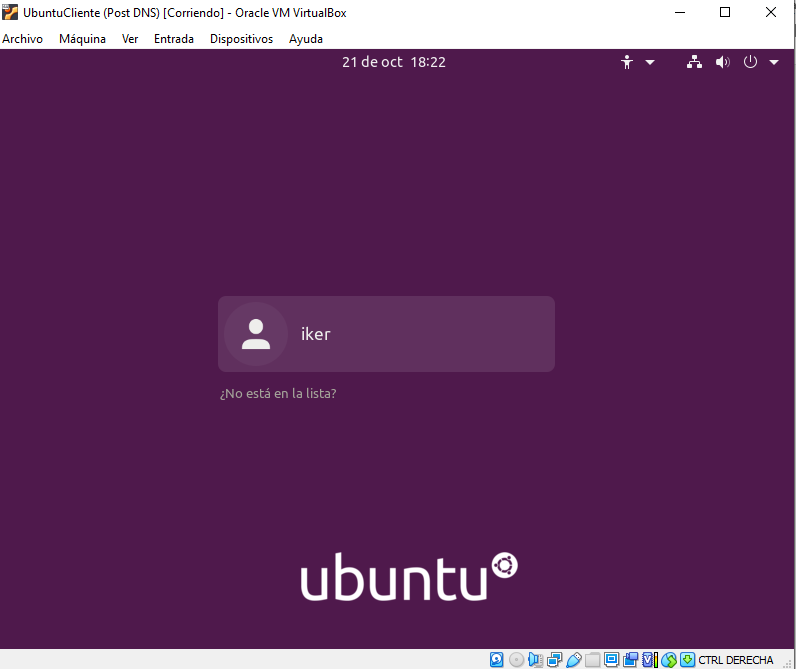 UbuntuCliente (Post DNS) [Corriendo] - Oracle VM VirtualBox
Archivo Máquina Ver Entrada Dispositivos Ayuda
21 de oct 18:22
iker
¿No está en la lista?
ubuntu
CTRL DERECHA